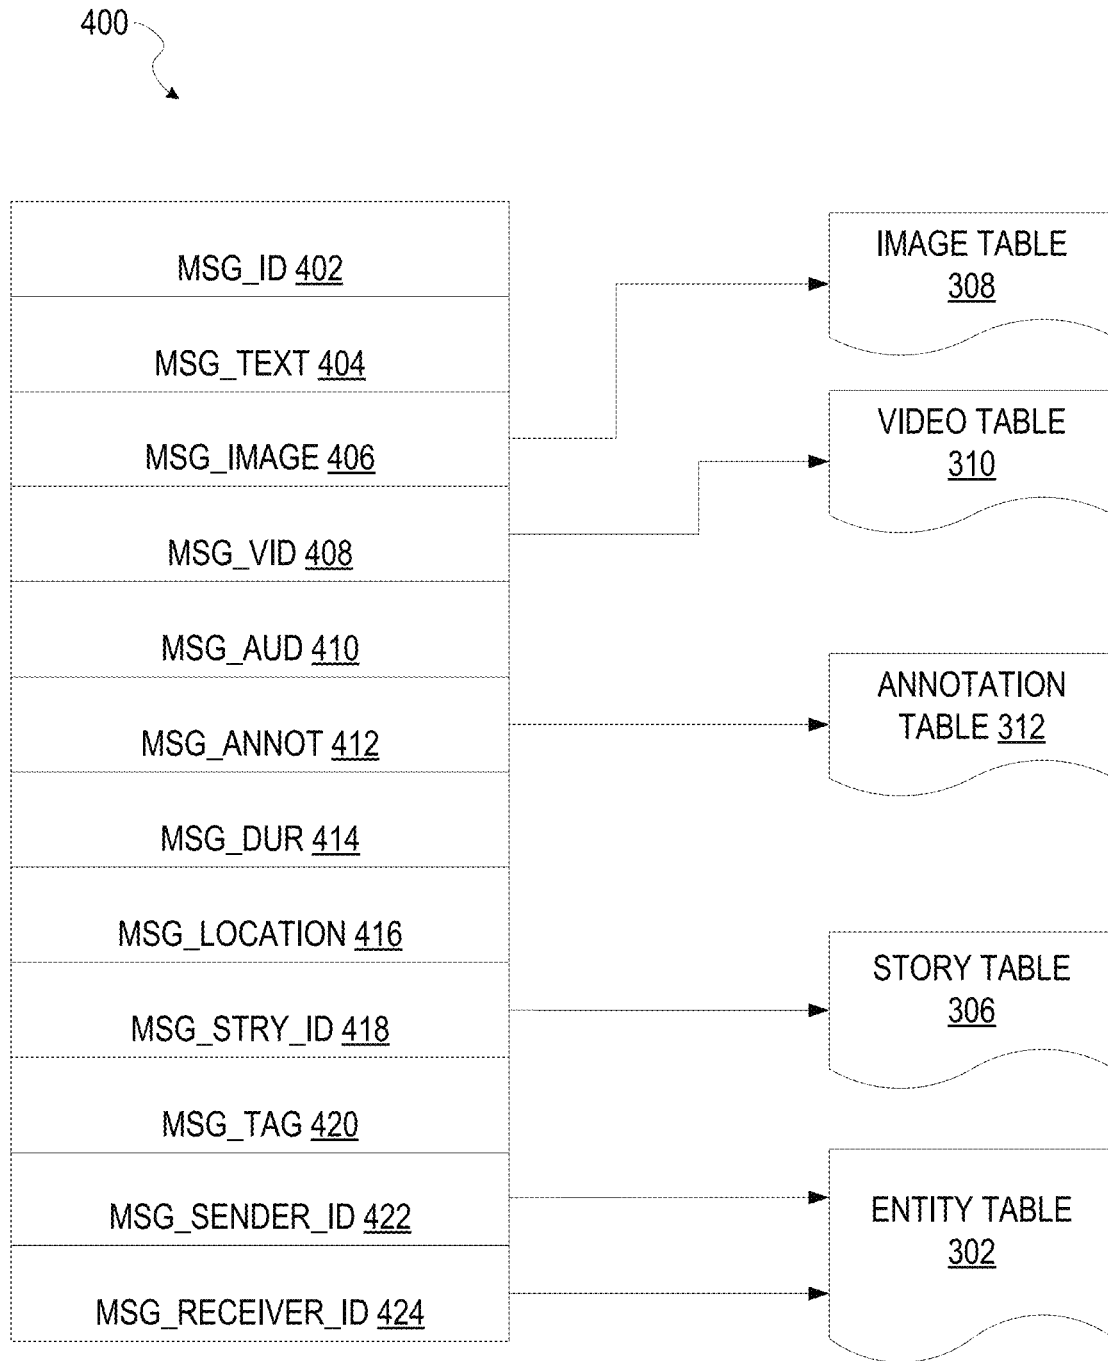 400
MSG_ID 402
MSG_TEXT 404
MSG_IMAGE 406
MSG_VID 408
MSG_AUD 410
MSG_ANNOT 412
MSG_DUR 414
MSG_LOCATION 416
MSG_STRY_ID 418
MSG_TAG 420
MSG_SENDER_ID 422
MSG_RECEIVER_ID 424
IMAGE TABLE
308
VIDEO TABLE
310
ANNOTATION
TABLE 312
STORY TABLE
306
ENTITY TABLE
302